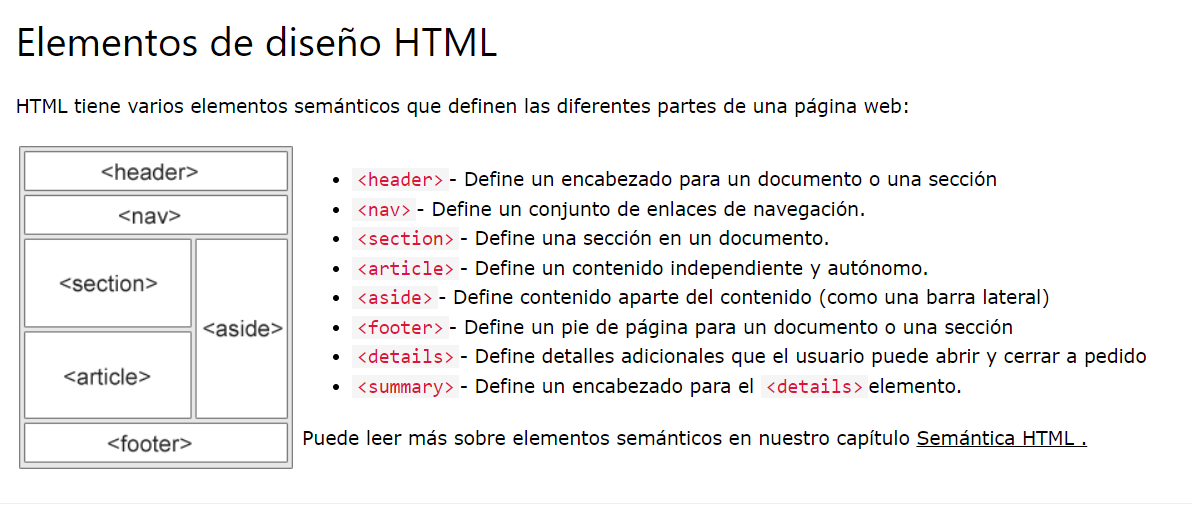 Elementos de diseño HTML
HTML tiene varios elementos semánticos que definen las diferentes partes de una página web:
<header>
<nav>
<section>
<aside>
<article>
<footer>
• <header> - Define un encabezado para un documento o una sección
• <nav> - Define un conjunto de enlaces de navegación.
• <section> - Define una sección en un documento.
• <article> - Define un contenido independiente y autónomo.
• <aside> - Define contenido aparte del contenido (como una barra lateral)
• <footer> - Define un pie de página para un documento o una sección
• <details> - Define detalles adicionales que el usuario puede abrir y cerrar a pedido
• <summary> - Define un encabezado para el <details> elemento.
Puede leer más sobre elementos semánticos en nuestro capítulo Semántica HTML .